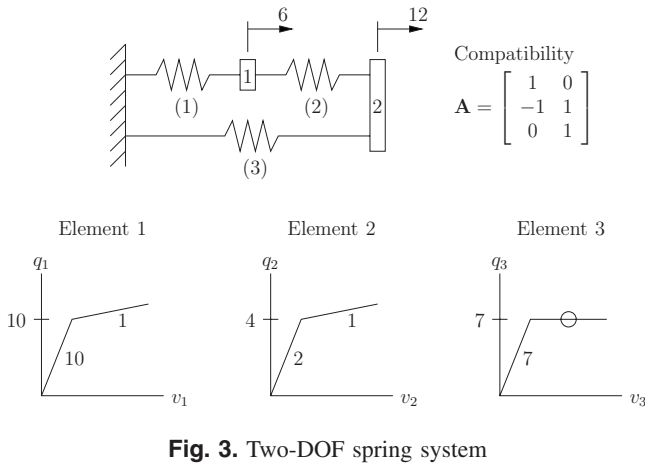 6
12
Compatibility
1
2
(1)
(2)
(3)
A = [ 1 0
-1 1
0 1 ]
Element 1
Element 2
Element 3
q1
10
10
1
v1
q2
4
2
1
v2
q3
7
7
v3
Fig. 3. Two-DOF spring system